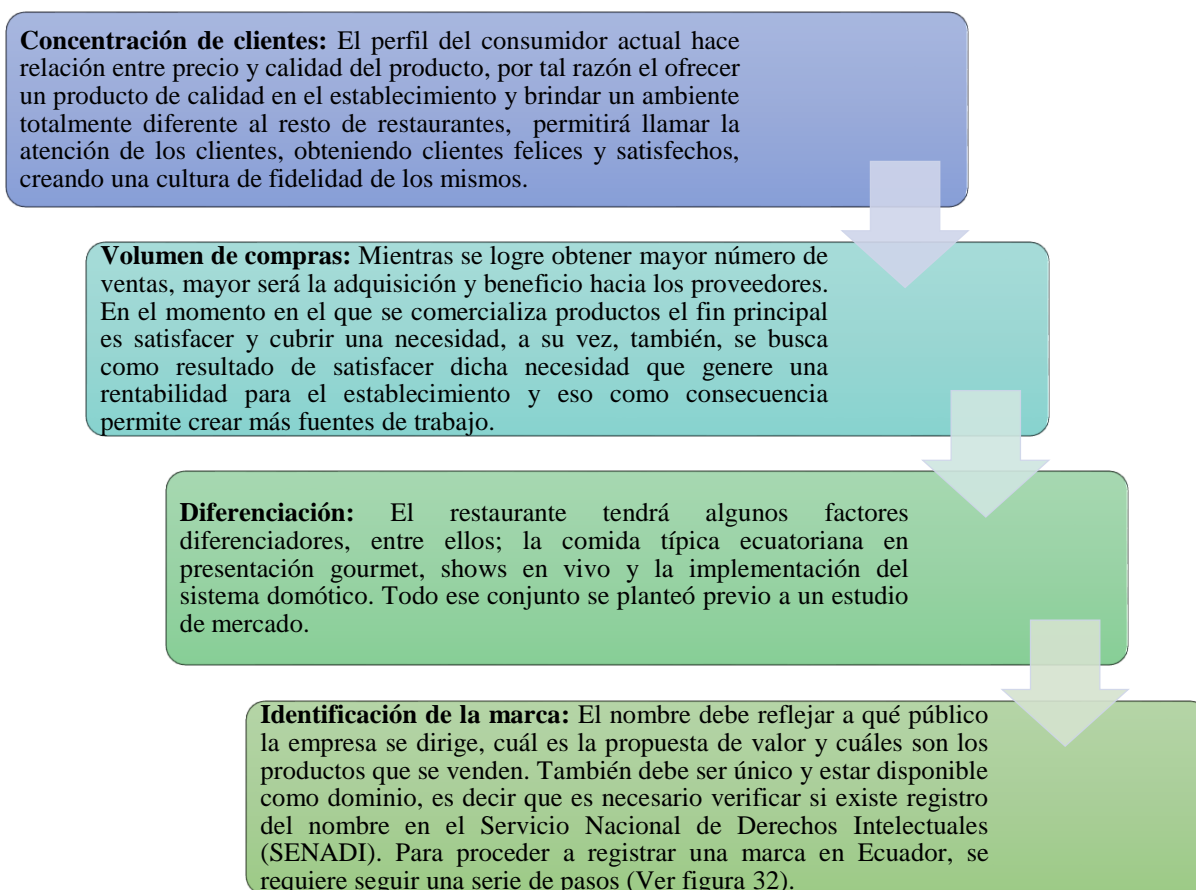 Concentración de clientes: El perfil del consumidor actual hace
relación entre precio y calidad del producto, por tal razón el ofrecer
un producto de calidad en el establecimiento y brindar un ambiente
totalmente diferente al resto de restaurantes, permitirá llamar la
atención de los clientes, obteniendo clientes felices y satisfechos,
creando una cultura de fidelidad de los mismos.
Volumen de compras: Mientras se logre obtener mayor número de
ventas, mayor será la adquisición y beneficio hacia los proveedores.
En el momento en el que se comercializa productos el fin principal
es satisfacer y cubrir una necesidad, a su vez, también, se busca
como resultado de satisfacer dicha necesidad que genere una
rentabilidad para el establecimiento y eso como consecuencia
permite crear más fuentes de trabajo.
Diferenciación: El restaurante tendrá algunos factores
diferenciadores, entre ellos; la comida típica ecuatoriana en
presentación gourmet, shows en vivo y la implementación del
sistema domótico. Todo ese conjunto se planteó previo a un estudio
de mercado.
Identificación de la marca: El nombre debe reflejar a qué público
la empresa se dirige, cuál es la propuesta de valor y cuáles son los
productos que se venden. También debe ser único y estar disponible
como dominio, es decir que es necesario verificar si existe registro
del nombre en el Servicio Nacional de Derechos Intelectuales
(SENADI). Para proceder a registrar una marca en Ecuador, se
requiere seguir una serie de pasos (Ver figura 32).